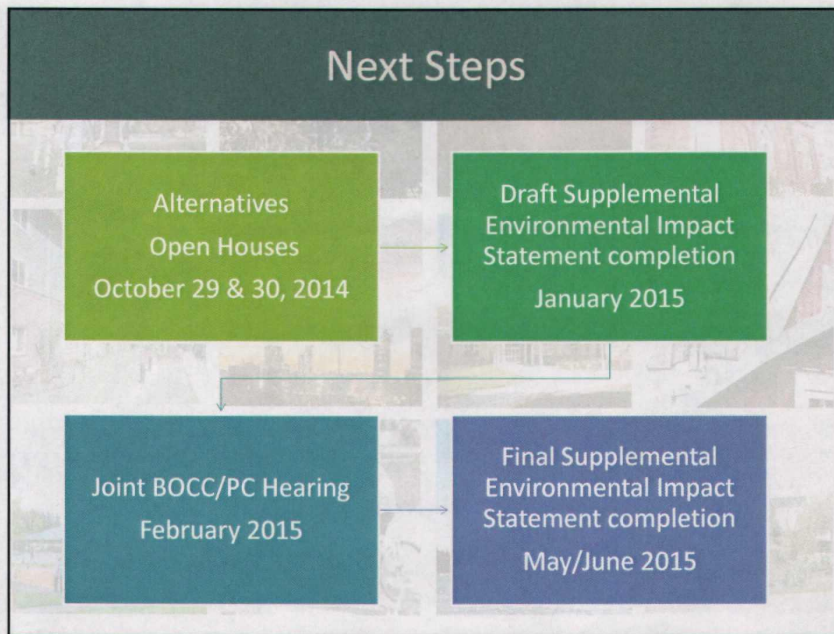 Next Steps
Alternatives
Open Houses
October 29 & 30, 2014
Draft Supplemental
Environmental Impact
Statement completion
January 2015
Joint BOCC/PC Hearing
February 2015
Final Supplemental
Environmental Impact
Statement completion
May/June 2015